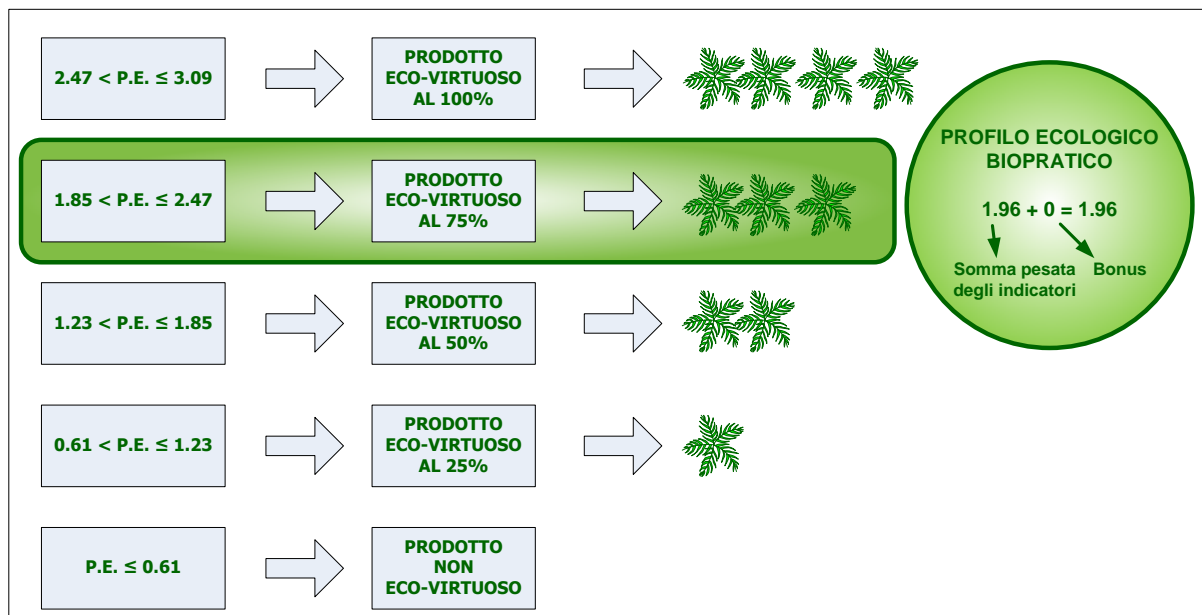 2.47 < P.E. ≤ 3.09
PRODOTTO
ECO-VIRTUOSO
AL 100%
1.85 < P.E. ≤ 2.47
PRODOTTO
ECO-VIRTUOSO
AL 75%
1.23 < P.E. ≤ 1.85
PRODOTTO
ECO-VIRTUOSO
AL 50%
0.61 < P.E. ≤ 1.23
PRODOTTO
ECO-VIRTUOSO
AL 25%
P.E. ≤ 0.61
PRODOTTO
NON
ECO-VIRTUOSO
PROFILO ECOLOGICO
BIOPRATICO
1.96 + 0 = 1.96
Somma pesata
degli indicatori
Bonus